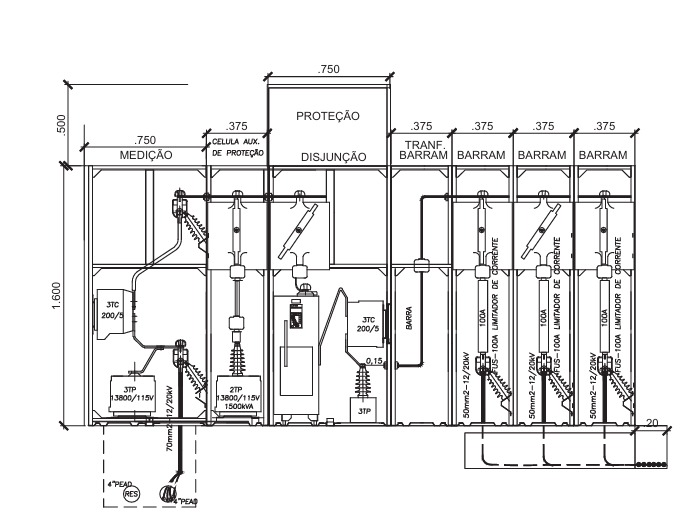 .750
PROTEÇÃO
DISJUNÇÃO
.500
.750
MEDIÇÃO
.375
CELULA AUX.
DE PROTEÇÃO
.375
TRANF.
BARRAM
.375
BARRAM
.375
BARRAM
.375
BARRAM
1.600
3TC
200/5
3TP
13800/115V
70mm2-12/20kV
2TP
13800/115V
1500kVA
3TC
200/5
0,15
3TP
BARRA
100A
FUS-100A LIMITADOR DE CORRENTE
50mm2-12/20kV
100A
FUS-100A LIMITADOR DE CORRENTE
50mm2-12/20kV
100A
FUS-100A LIMITADOR DE CORRENTE
50mm2-12/20kV
20
4"PEAD
RES
4"PEAD